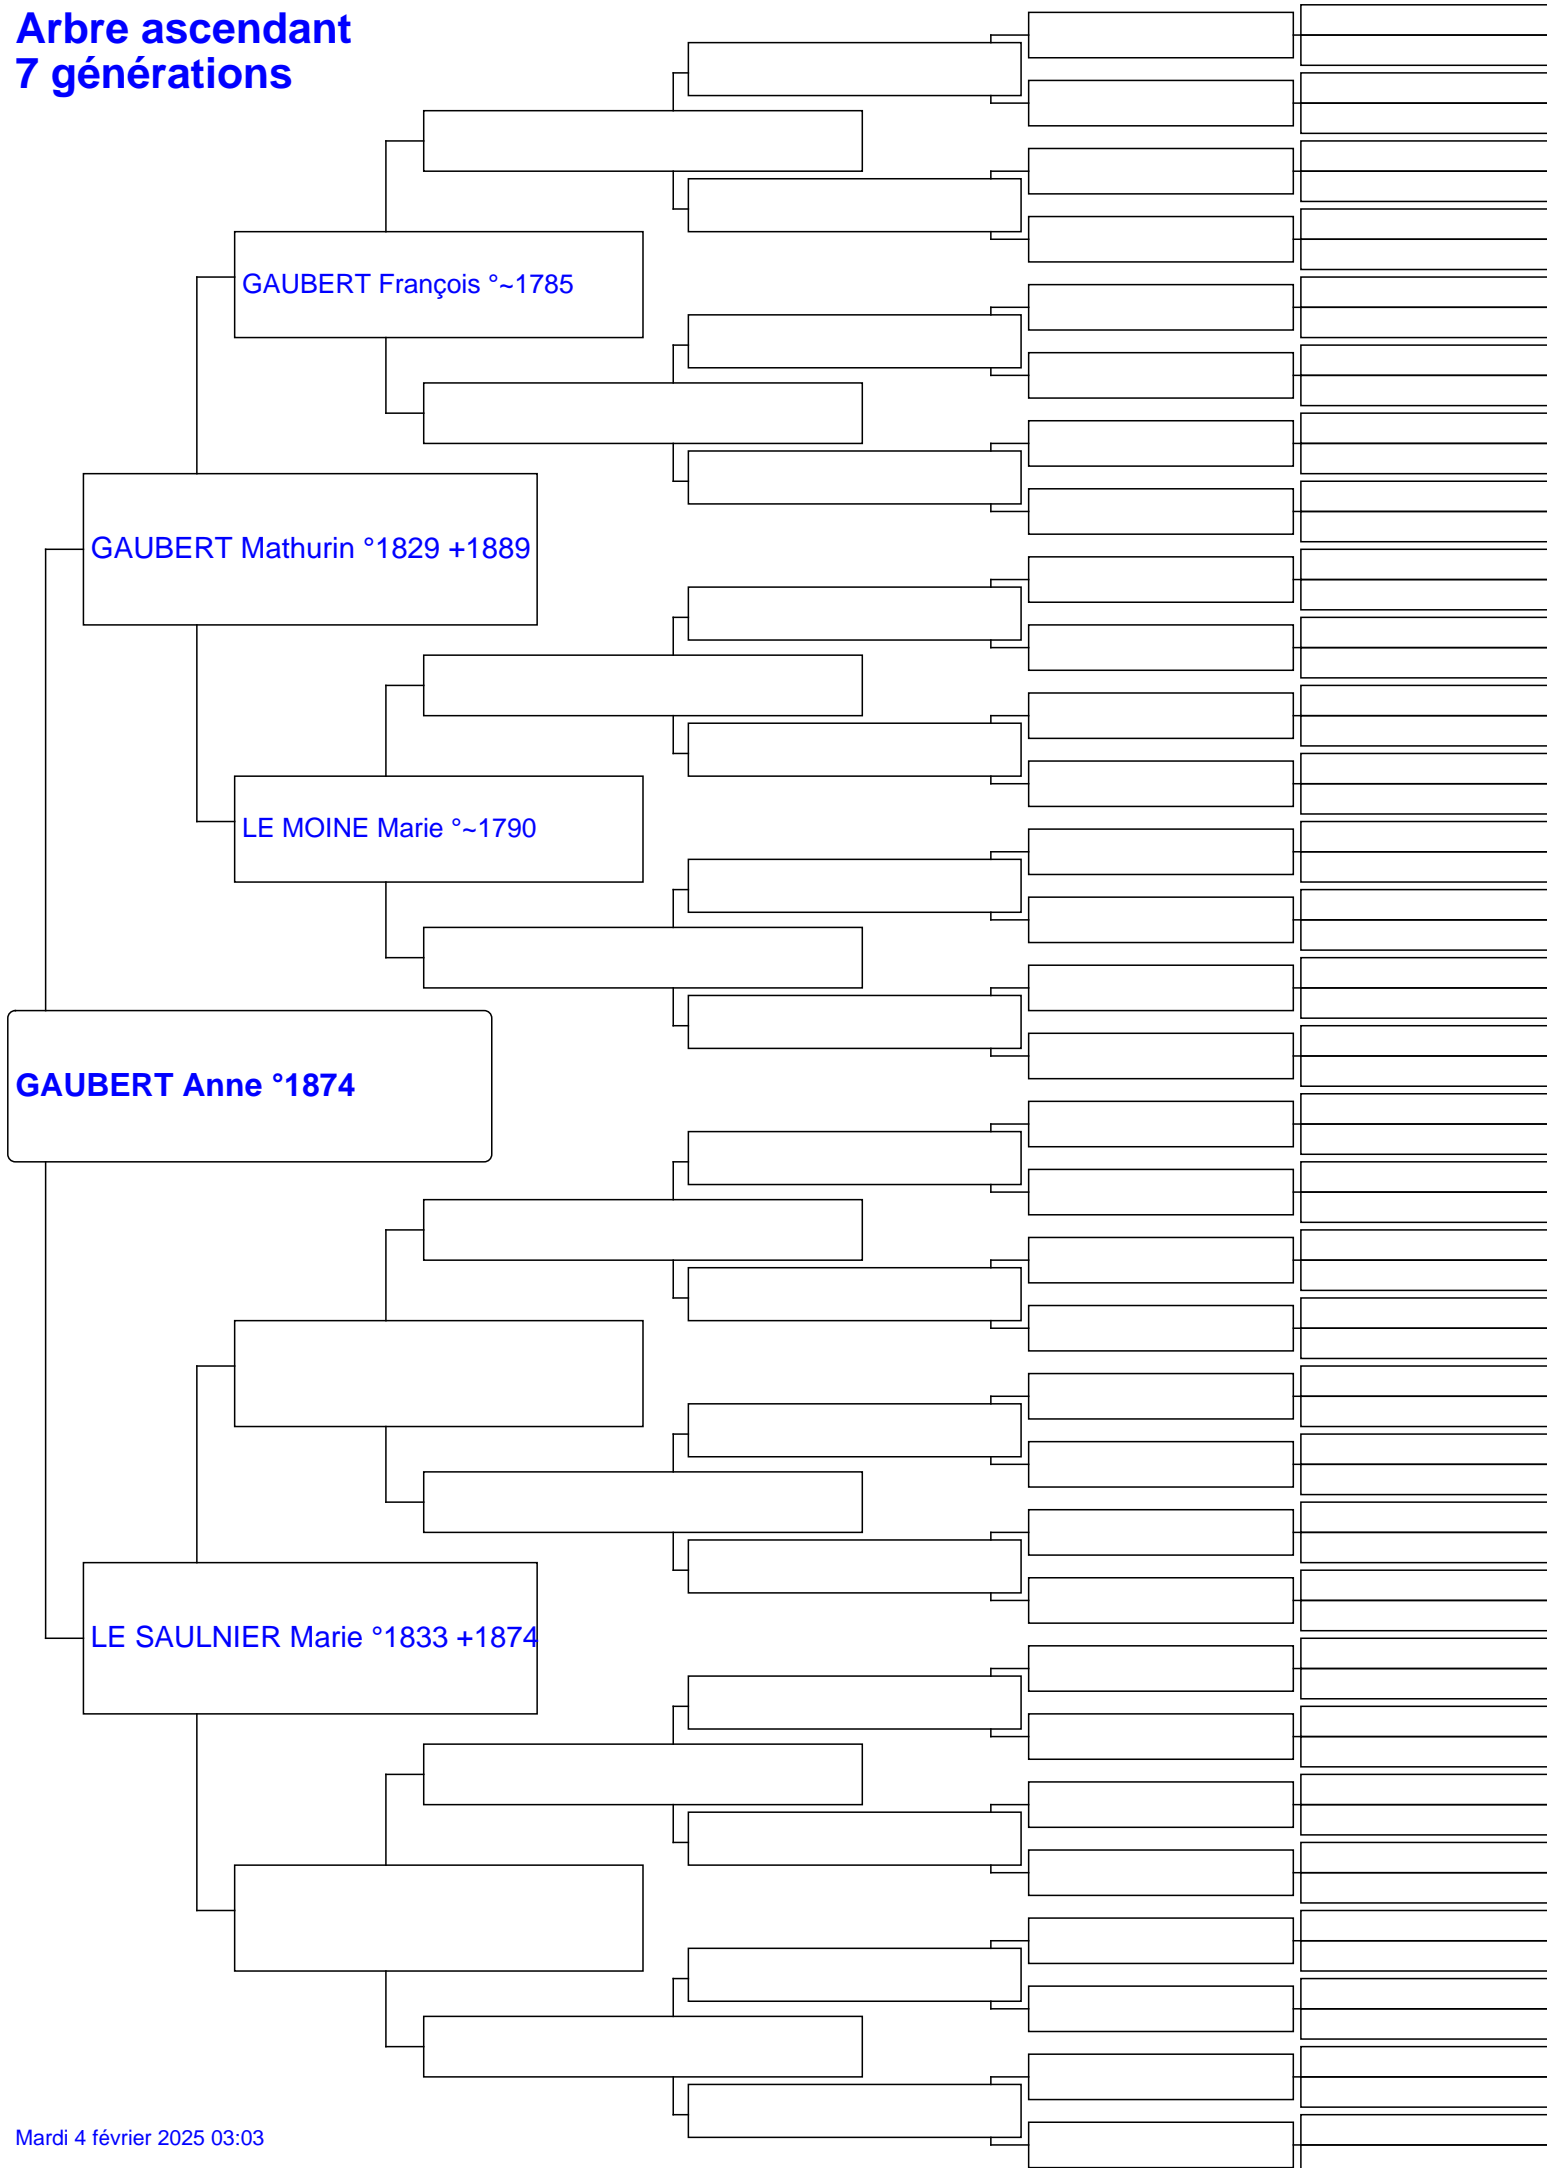 Arbre ascendant
7 générations
GAUBERT François °~1785
GAUBERT Mathurin °1829 +1889
LE MOINE Marie °~1790
GAUBERT Anne °1874
LE SAULNIER Marie °1833 +1874
Mardi 4 février 2025 03:03